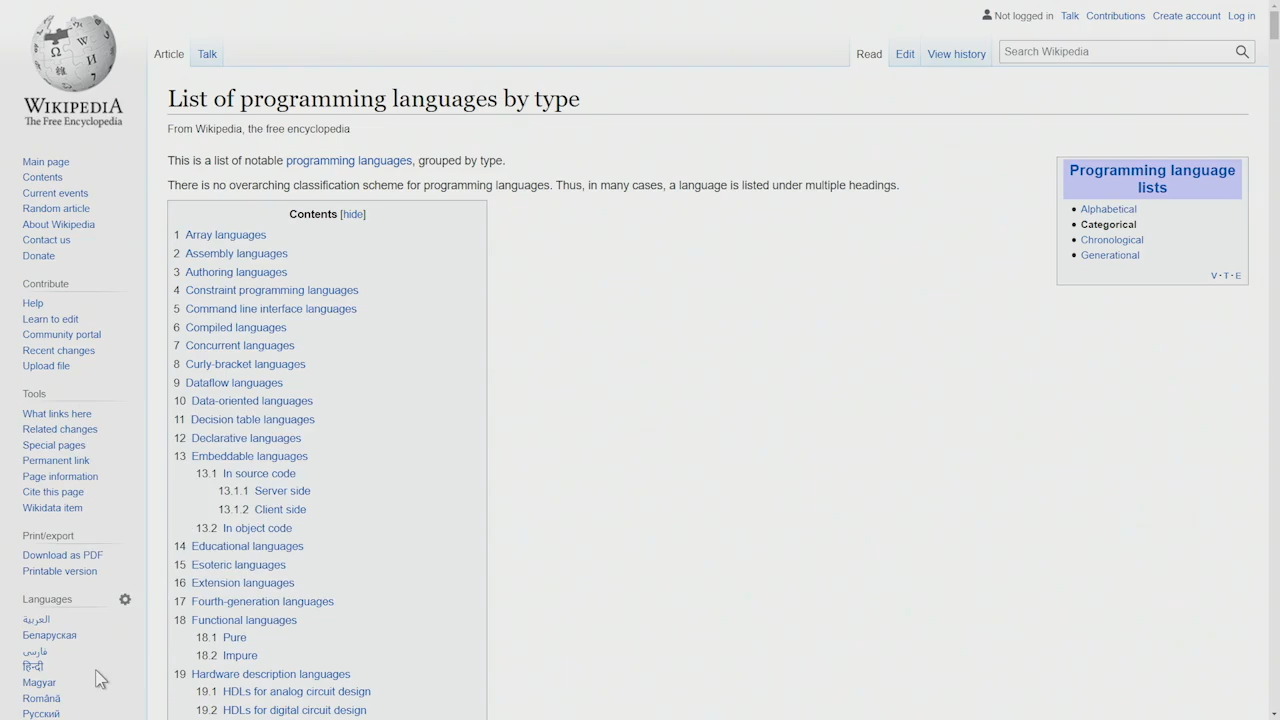 Not logged in Talk Contributions Create account Log in
Article Talk Read Edit View history Search Wikipedia
WIKIPEDIA
The Free Encyclopedia
Main page
Contents
Current events
Random article
About Wikipedia
Contact us
Donate
Contribute
Help
Learn to edit
Community portal
Recent changes
Upload file
Tools
What links here
Related changes
Special pages
Permanent link
Page information
Cite this page
Wikidata item
Print/export
Download as PDF
Printable version
Languages
العربية
Беларуская
فارسی
हिन्दी
Magyar
Română
Русский
List of programming languages by type
From Wikipedia, the free encyclopedia
This is a list of notable programming languages, grouped by type.
There is no overarching classification scheme for programming languages. Thus, in many cases, a language is listed under multiple headings.
Contents [hide]
1 Array languages
2 Assembly languages
3 Authoring languages
4 Constraint programming languages
5 Command line interface languages
6 Compiled languages
7 Concurrent languages
8 Curly-bracket languages
9 Dataflow languages
10 Data-oriented languages
11 Decision table languages
12 Declarative languages
13 Embeddable languages
13.1 In source code
13.1.1 Server side
13.1.2 Client side
13.2 In object code
14 Educational languages
15 Esoteric languages
16 Extension languages
17 Fourth-generation languages
18 Functional languages
18.1 Pure
18.2 Impure
19 Hardware description languages
19.1 HDLs for analog circuit design
19.2 HDLs for digital circuit design
Programming language
lists
• Alphabetical
• Categorical
• Chronological
• Generational
V · T · E